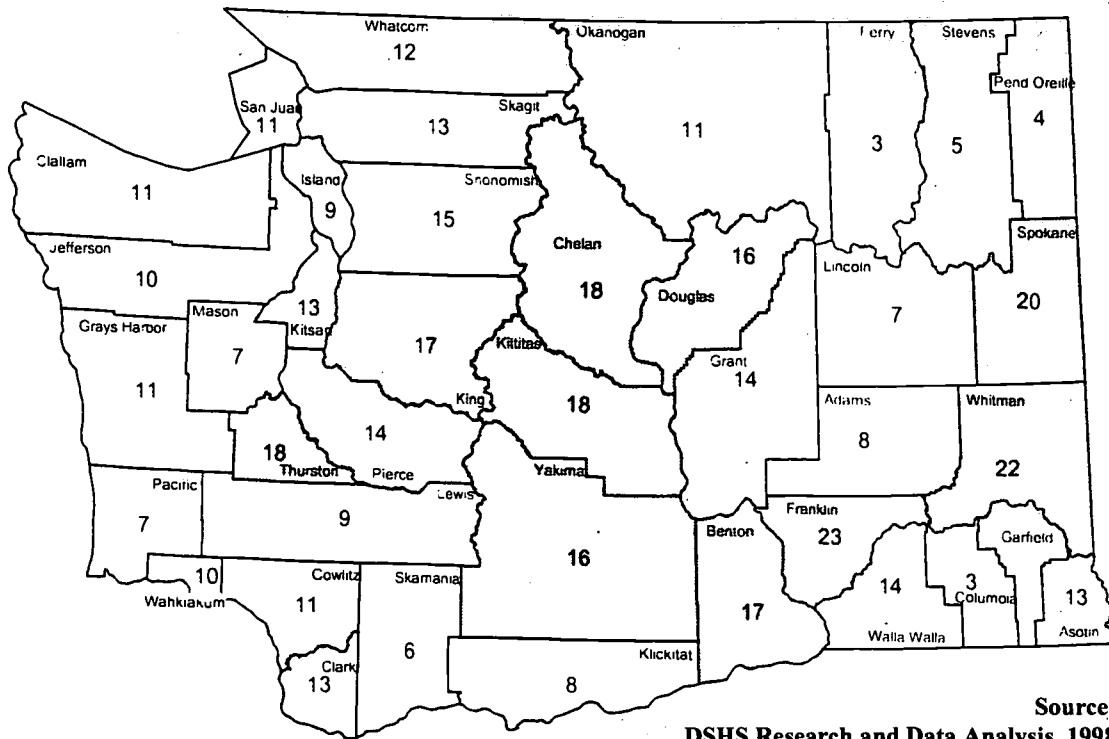 Whatcom
12
Okanogan
11
Ferry
3
Stevens
5
Pend Oreille
4
San Juan
11
Skagit
13
Clallam
11
Island
9
Snohomish
15
Chelan
18
Douglas
16
Spokane
20
Lincoln
7
Jefferson
10
Kitsap
13
Mason
7
Grays Harbor
11
King
17
Kittitas
18
Grant
14
Adams
8
Whitman
22
Thurston
18
Pierce
14
Pacific
7
Lewis
9
Yakima
16
Benton
17
Franklin
23
Garfield
Columbia
3
Asotin
13
Walla Walla
14
Wahkiakum
10
Cowlitz
11
Skamania
6
Clark
13
Klickitat
8
Source
DSHS Research and Data Analysis, 1998